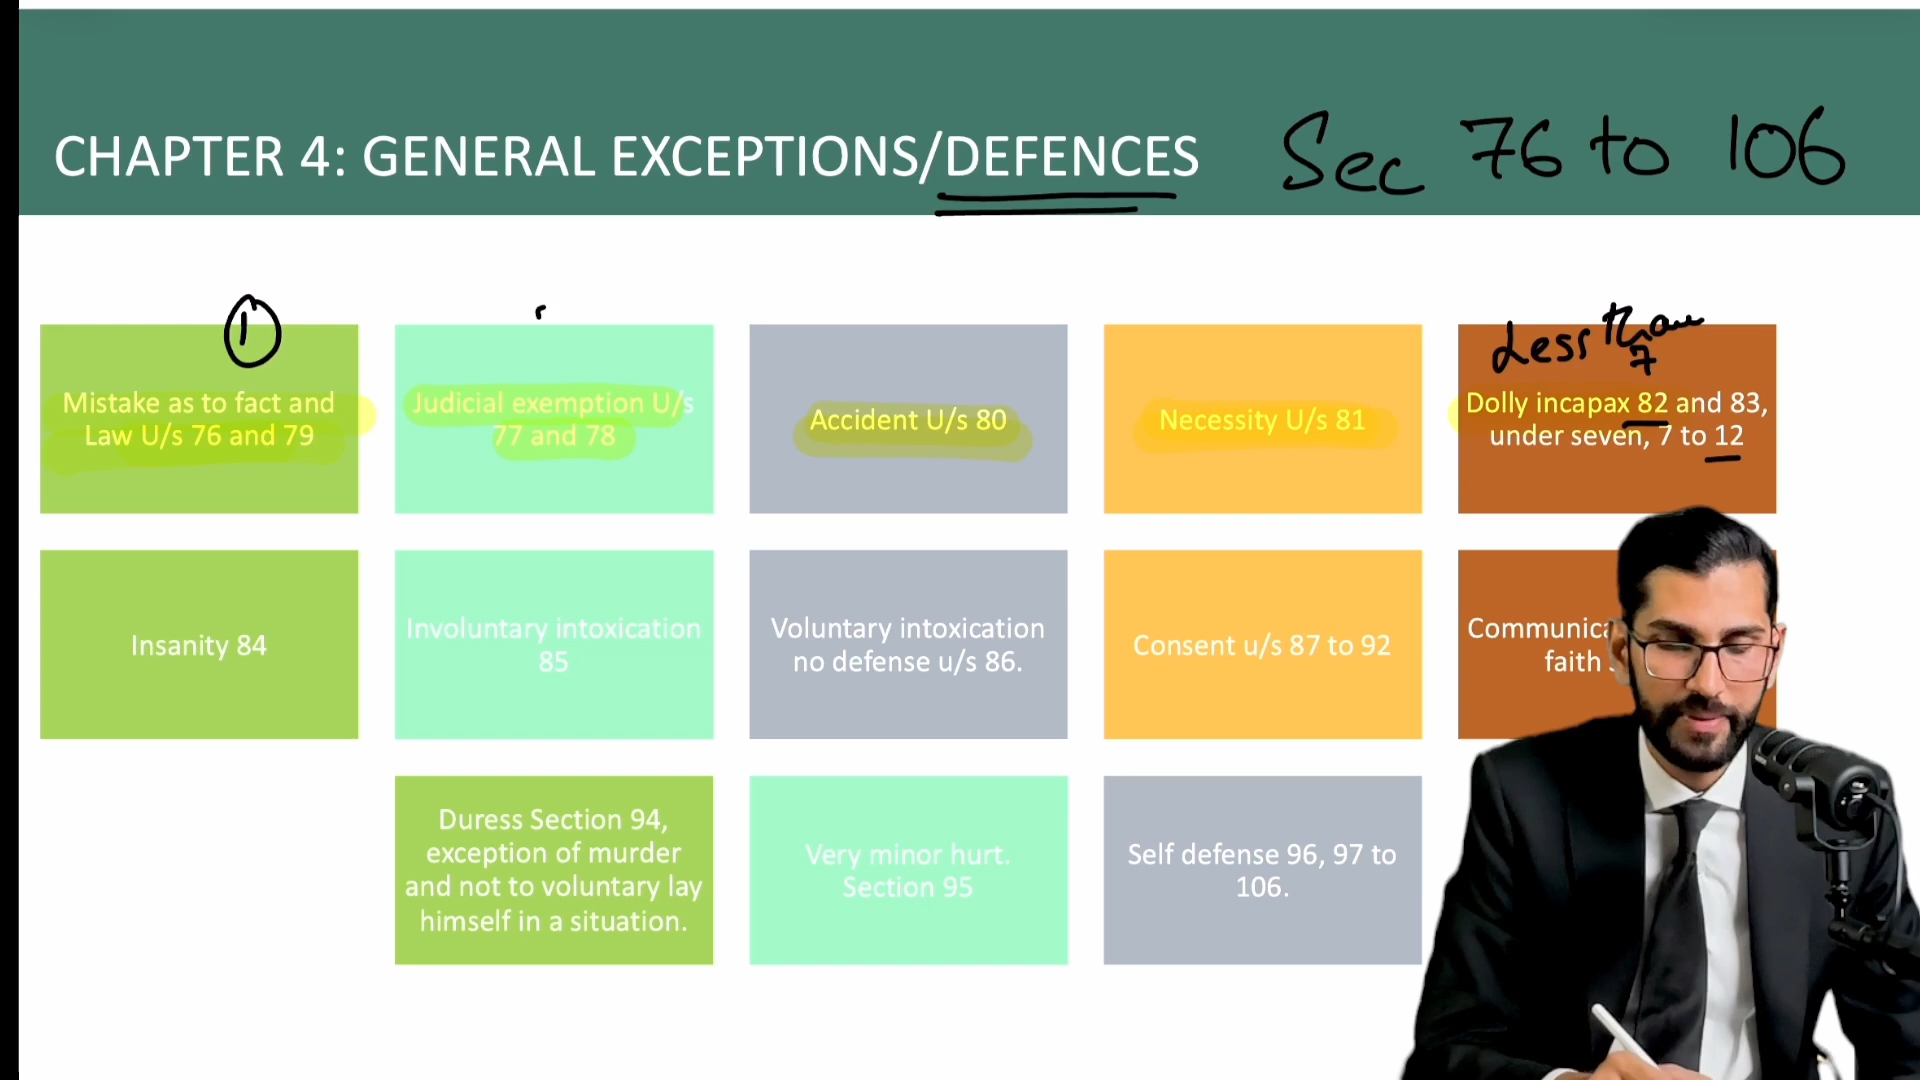 CHAPTER 4: GENERAL EXCEPTIONS/DEFENCES
Sec 76 to 106
1
Mistake as to fact and
Law U/s 76 and 79
Judicial exemption U/s
77 and 78
Accident U/s 80
Necessity U/s 81
Less than
7
Dolly incapax 82 and 83,
under seven, 7 to 12
Insanity 84
Involuntary intoxication
85
Voluntary intoxication
no defense u/s 86.
Consent u/s 87 to 92
faith
Duress Section 94,
exception of murder
and not to voluntary lay
himself in a situation.
Very minor hurt.
Section 95
Self defense 96, 97 to
106.